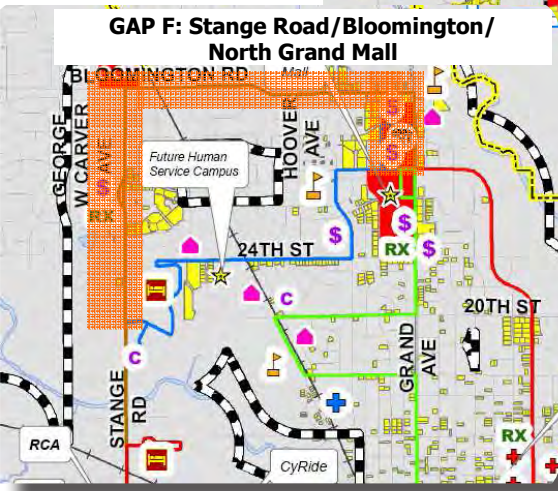 GAP F: Stange Road/Bloomington/
North Grand Mall
BLOOMINGTON RD
Mall
GEORGE
W CARVER
AVE
HOOVER
AVE
$
$
$
Future Human
Service Campus
RX
$
$
$
RX
24TH ST
C
20TH ST
C
GRAND
AVE
STANGE
RD
RCA
CyRide
RX